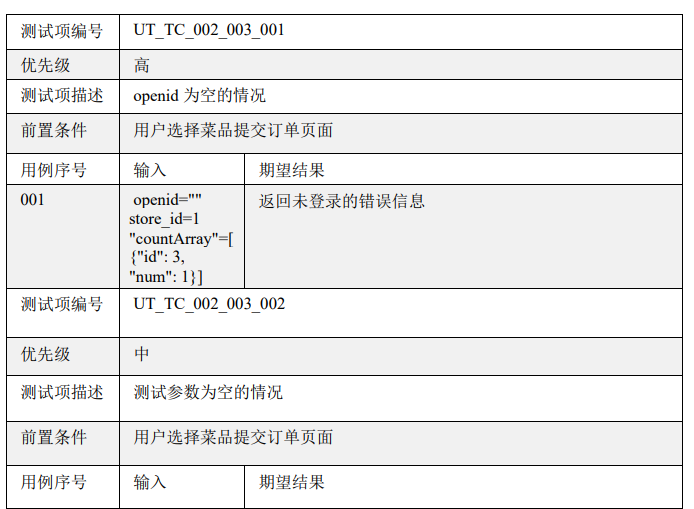 测试项编号 UT_TC_002_003_001
优先级 高
测试项描述 openid 为空的情况
前置条件 用户选择菜品提交订单页面
用例序号 输入 期望结果
001 openid="" 返回未登录的错误信息
store_id=1
"countArray"=[
{"id": 3,
"num": 1}]
测试项编号 UT_TC_002_003_002
优先级 中
测试项描述 测试参数为空的情况
前置条件 用户选择菜品提交订单页面
用例序号 输入 期望结果